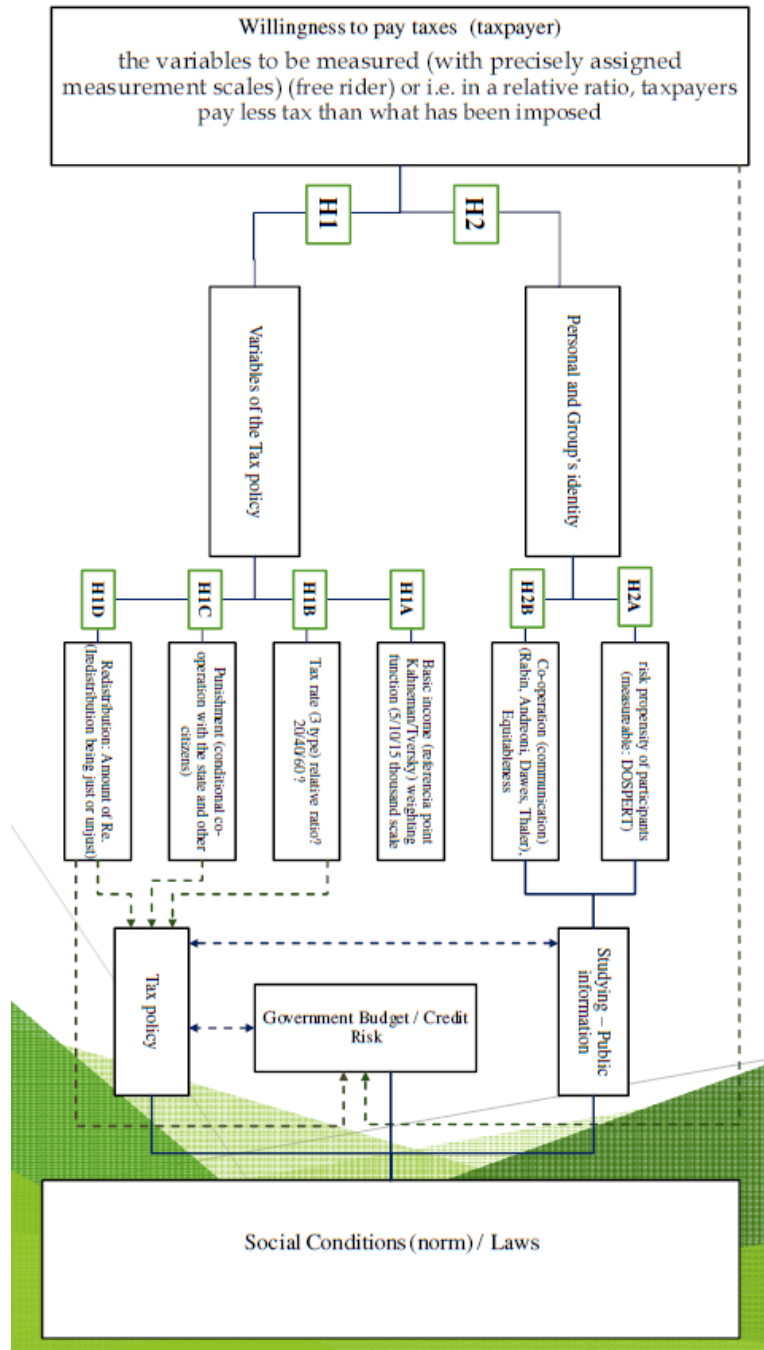 Willingness to pay taxes (taxpayer)
the variables to be measured (with precisely assigned
measurement scales) (free rider) or i.e. in a relative ratio, taxpayers
pay less tax than what has been imposed
H1
H2
Variables of the Tax policy
Personal and Group's identity
H1D
H1C
H1B
H1A
H2B
H2A
Redistribution: Amount of Re.
(Iredistribution being just or unjust)
Punishment (conditional co-
operation with the state and other
citizens)
Tax rate (3 type) relative ratio?
20/40/60 ?
Basic income (referencia point
Kahneman/Tversky) weighting
function (5/10/15 thousand scale
Co-operation (communication)
(Rabin, Andreoni, Dawes, Thaler),
Equitableness
risk propensity of participants
(measureable: DOSPERT)
Tax policy
Government Budget / Credit
Risk
Studying – Public
information
Social Conditions (norm) / Laws